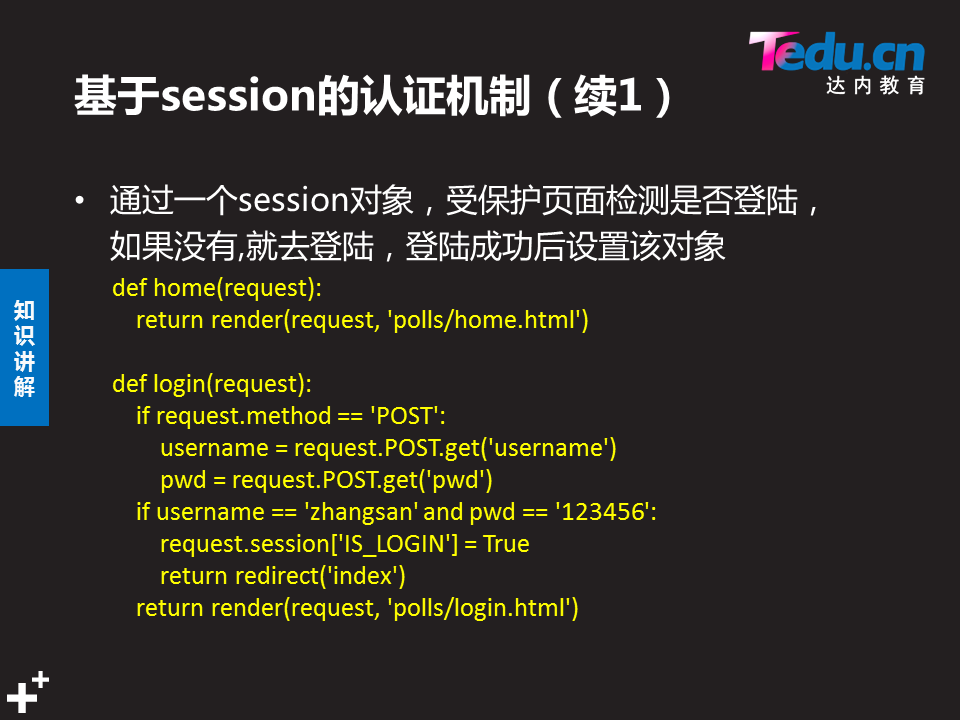 Tedu.cn
达内教育
基于session的认证机制（续1）
• 通过一个session对象，受保护页面检测是否登陆，
如果没有,就去登陆，登陆成功后设置该对象
def home(request):
    return render(request, 'polls/home.html')

def login(request):
    if request.method == 'POST':
        username = request.POST.get('username')
        pwd = request.POST.get('pwd')
    if username == 'zhangsan' and pwd == '123456':
        request.session['IS_LOGIN'] = True
        return redirect('index')
    return render(request, 'polls/login.html')
知
识
讲
解